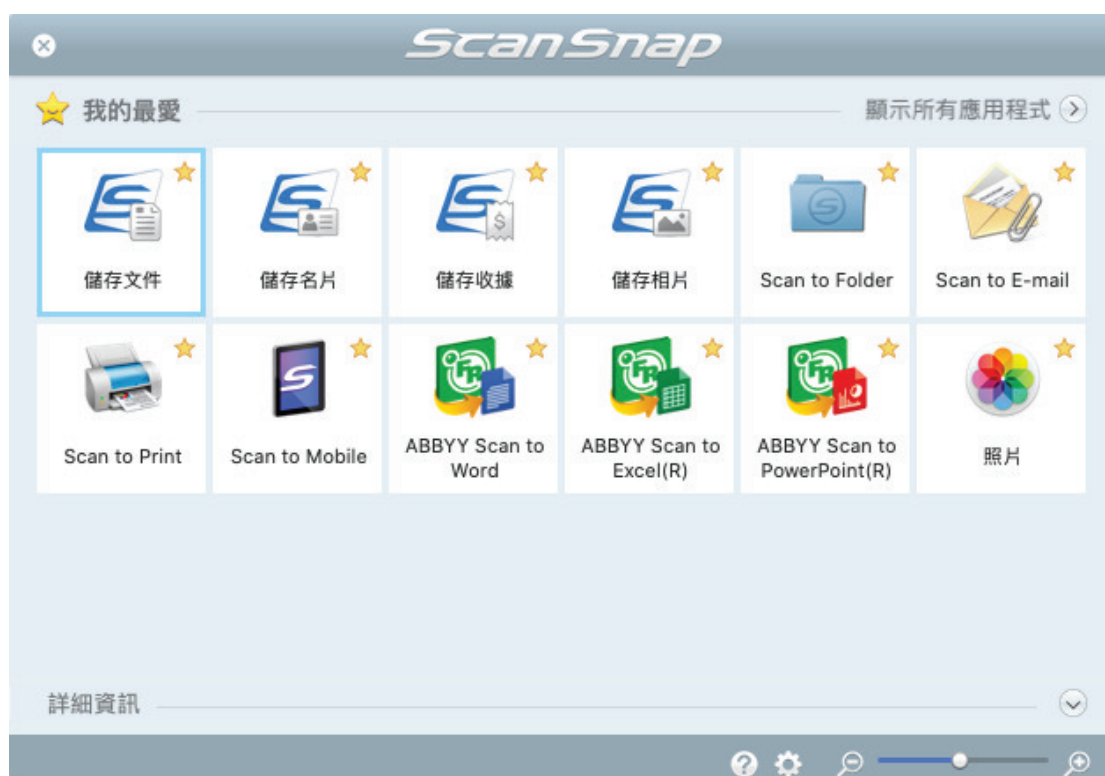 ScanSnap
我的最愛
顯示所有應用程式
儲存文件
儲存名片
儲存收據
儲存相片
Scan to Folder
Scan to E-mail
Scan to Print
Scan to Mobile
ABBYY Scan to
Word
ABBYY Scan to
Excel(R)
ABBYY Scan to
PowerPoint(R)
照片
詳細資訊